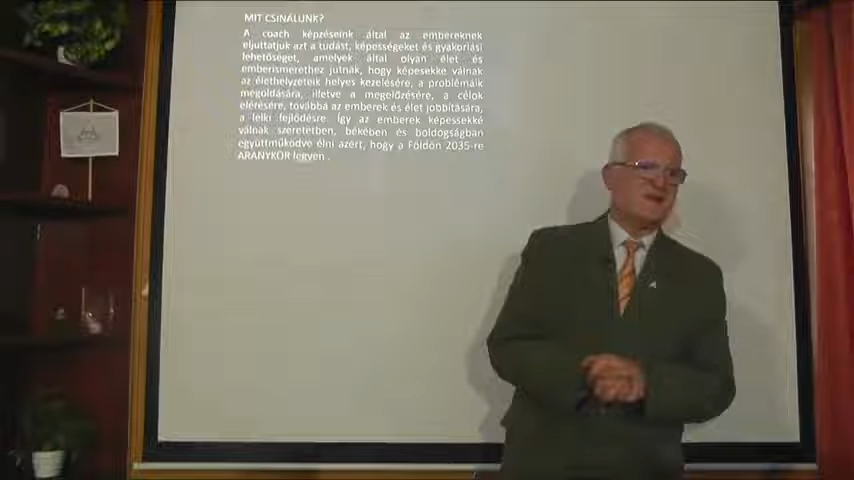 MIT CSINÁLUNK?
A coach képzéseink által az embereknek
eljuttatjuk azt a tudást, képességeket és gyakorlási
lehetőséget, amelyek által olyan élet és
emberismerethez jutnak, hogy képesekké válnak
az élethelyzeteik helyes kezelésére, a problémáik
megoldására, illetve a megelőzésére, a célok
elérésére, továbbá az emberek és élet jobbítására,
a lelki fejlődésre. Így az emberek képessekké
válnak szeretetben, békében és boldogságban
együttműködve élni azért, hogy a Földön 2035-re
ARANYKOR legyen .